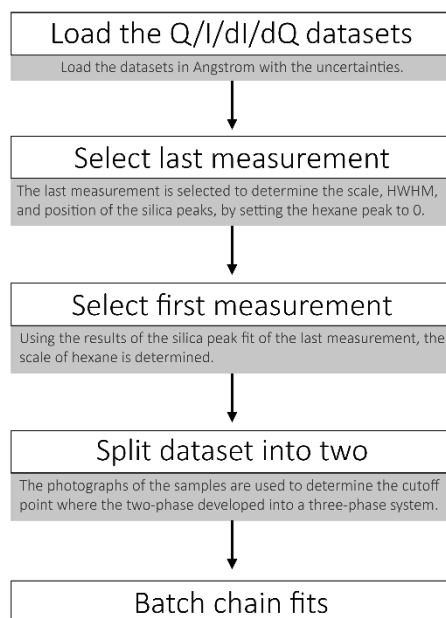 Load the Q/I/dI/dQ datasets
Load the datasets in Angstrom with the uncertainties.
Select last measurement
The last measurement is selected to determine the scale, HWHM,
and position of the silica peaks, by setting the hexane peak to 0.
Select first measurement
Using the results of the silica peak fit of the last measurement, the
scale of hexane is determined.
Split dataset into two
The photographs of the samples are used to determine the cutoff
point where the two-phase developed into a three-phase system.
Batch chain fits